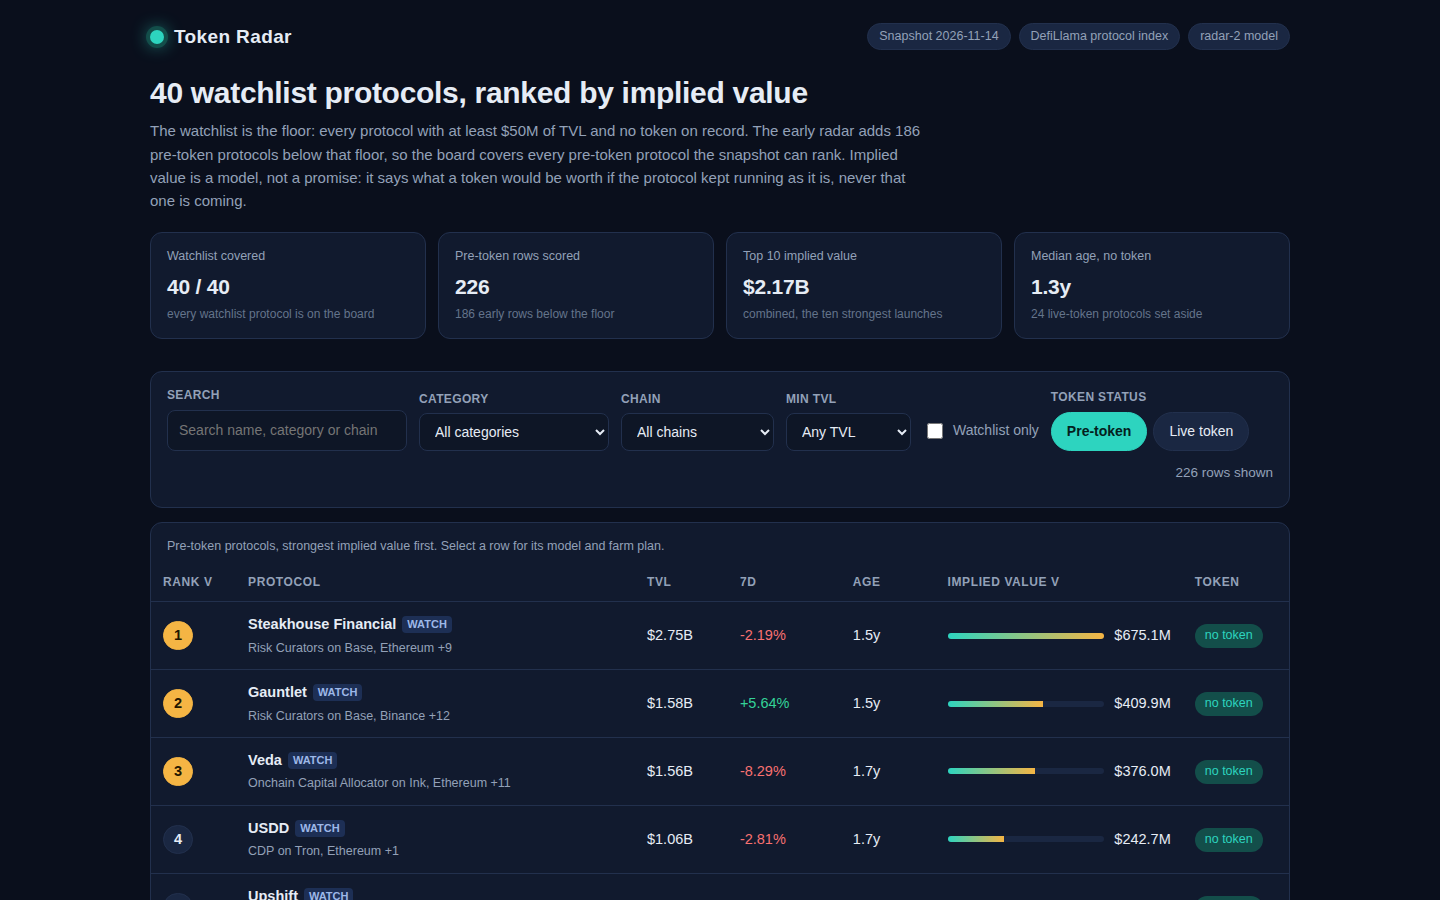 Token Radar
Snapshot 2026-11-14
DefiLlama protocol index
radar-2 model
40 watchlist protocols, ranked by implied value
The watchlist is the floor: every protocol with at least $50M of TVL and no token on record. The early radar adds 186
pre-token protocols below that floor, so the board covers every pre-token protocol the snapshot can rank. Implied
value is a model, not a promise: it says what a token would be worth if the protocol kept running as it is, never that
one is coming.
Watchlist covered
40 / 40
every watchlist protocol is on the board
Pre-token rows scored
226
186 early rows below the floor
Top 10 implied value
$2.17B
combined, the ten strongest launches
Median age, no token
1.3y
24 live-token protocols set aside
SEARCH
Search name, category or chain
CATEGORY
All categories
CHAIN
All chains
MIN TVL
Any TVL
Watchlist only
TOKEN STATUS
Pre-token
Live token
226 rows shown
Pre-token protocols, strongest implied value first. Select a row for its model and farm plan.
RANK V PROTOCOL TVL 7D AGE IMPLIED VALUE V TOKEN
1 Steakhouse Financial WATCH $2.75B -2.19% 1.5y $675.1M no token
Risk Curators on Base, Ethereum +9
2 Gauntlet WATCH $1.58B +5.64% 1.5y $409.9M no token
Risk Curators on Base, Binance +12
3 Veda WATCH $1.56B -8.29% 1.7y $376.0M no token
Onchain Capital Allocator on Ink, Ethereum +11
4 USDD WATCH $1.06B -2.81% 1.7y $242.7M no token
CDP on Tron, Ethereum +1
Upshift WATCH